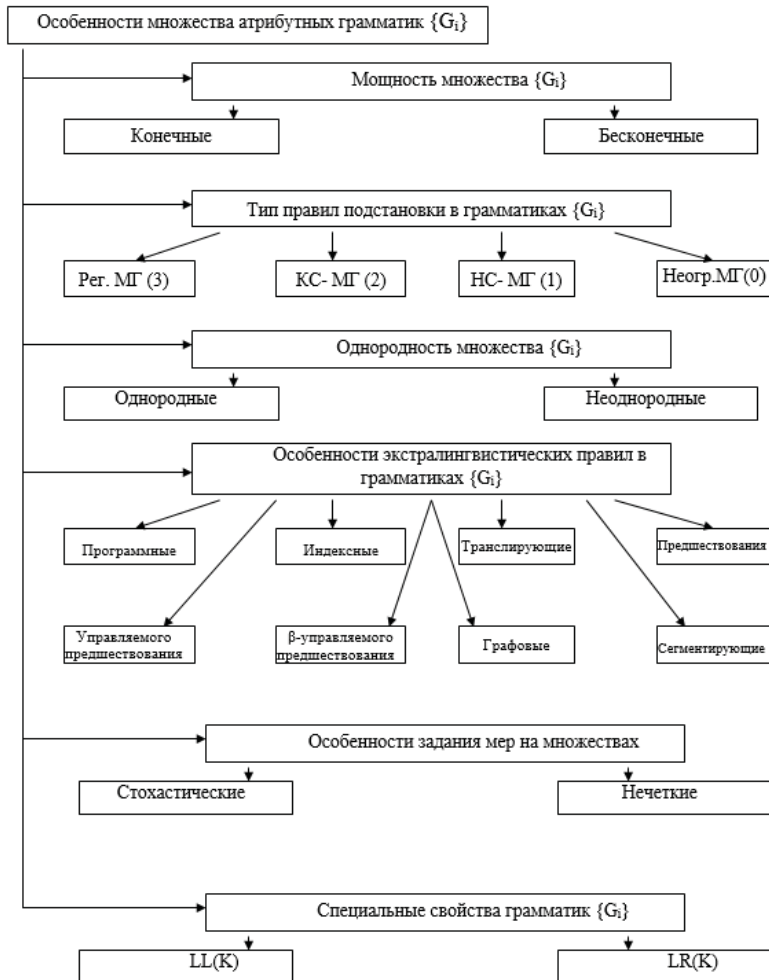 Особенности множества атрибутных грамматик {Gi}
Мощность множества {Gi}
Конечные
Бесконечные
Тип правил подстановки в грамматиках {Gi}
Рег. МГ (3)
КС- МГ (2)
НС- МГ (1)
Неогр.МГ(0)
Однородность множества {Gi}
Однородные
Неоднородные
Особенности экстралингвистических правил в
грамматиках {Gi}
Программные
Индексные
Транслирующие
Предшествования
Управляемого
предшествования
β-управляемого
предшествования
Графовые
Сегментирующие
Особенности задания мер на множествах
Стохастические
Нечеткие
Специальные свойства грамматик {Gi}
LL(K)
LR(K)